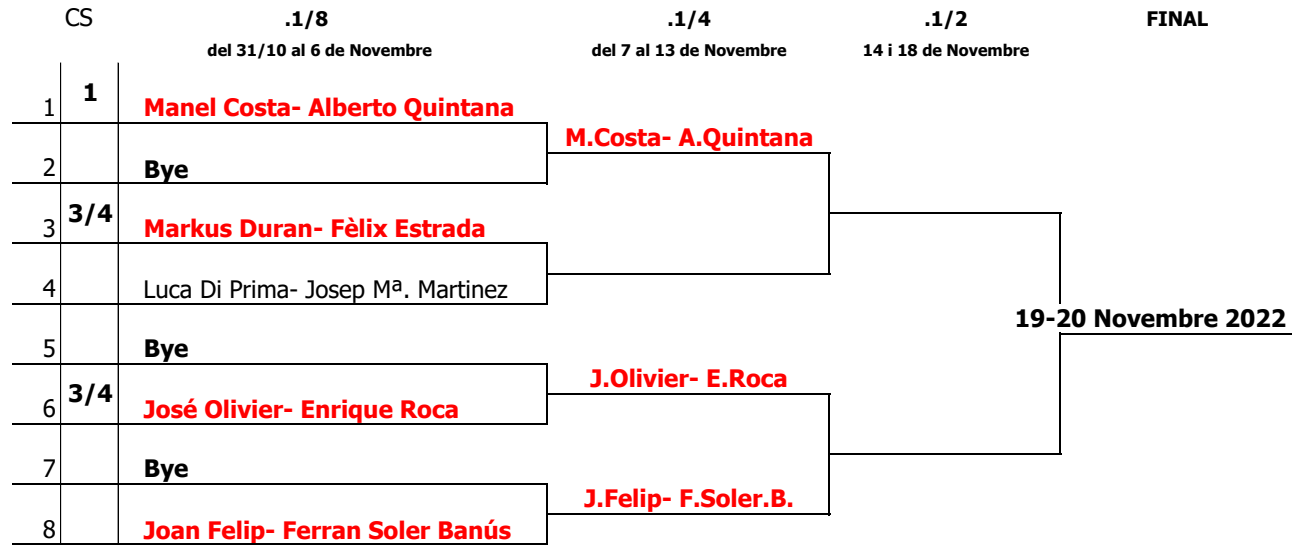 CS .1/8 .1/4 .1/2 FINAL
del 31/10 al 6 de Novembre del 7 al 13 de Novembre 14 i 18 de Novembre
1 1 Manel Costa- Alberto Quintana
M.Costa- A.Quintana
2 Bye
3 3/4 Markus Duran- Fèlix Estrada
4 Luca Di Prima- Josep Mª. Martinez
19-20 Novembre 2022
5 Bye
J.Olivier- E.Roca
6 3/4 José Olivier- Enrique Roca
7 Bye
J.Felip- F.Soler.B.
8 Joan Felip- Ferran Soler Banús